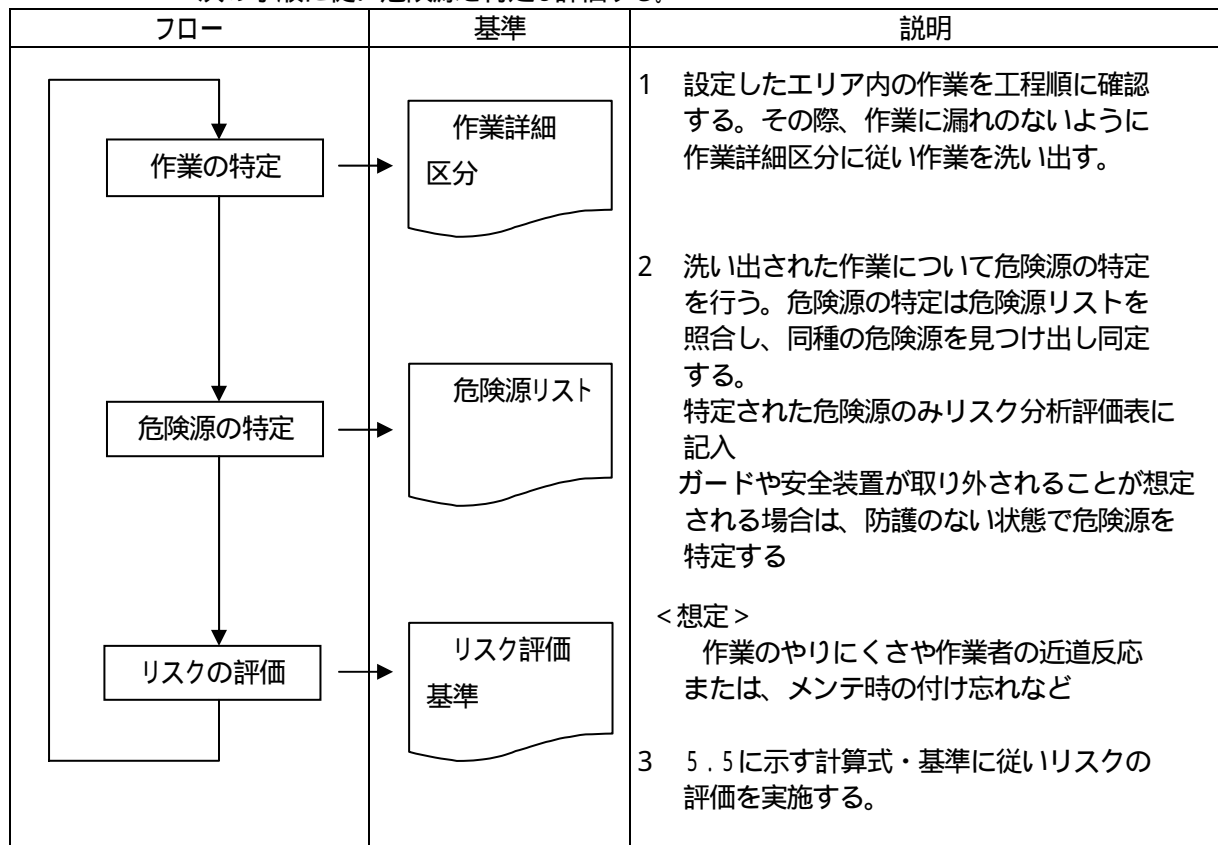 フロー
基準
説明
作業の特定
作業詳細
区分
1 設定したエリア内の作業を工程順に確認
する。その際、作業に漏れのないように
作業詳細区分に従い作業を洗い出す。
危険源の特定
危険源リスト
2 洗い出された作業について危険源の特定
を行う。危険源の特定は危険源リストを
照合し、同種の危険源を見つけ出し同定
する。
特定された危険源のみリスク分析評価表に
記入
ガードや安全装置が取り外されることが想定
される場合は、防護のない状態で危険源を
特定する
<想定>
作業のやりにくさや作業者の近道反応
または、メンテ時の付け忘れなど
リスクの評価
リスク評価
基準
3 5.5に示す計算式・基準に従いリスクの
評価を実施する。